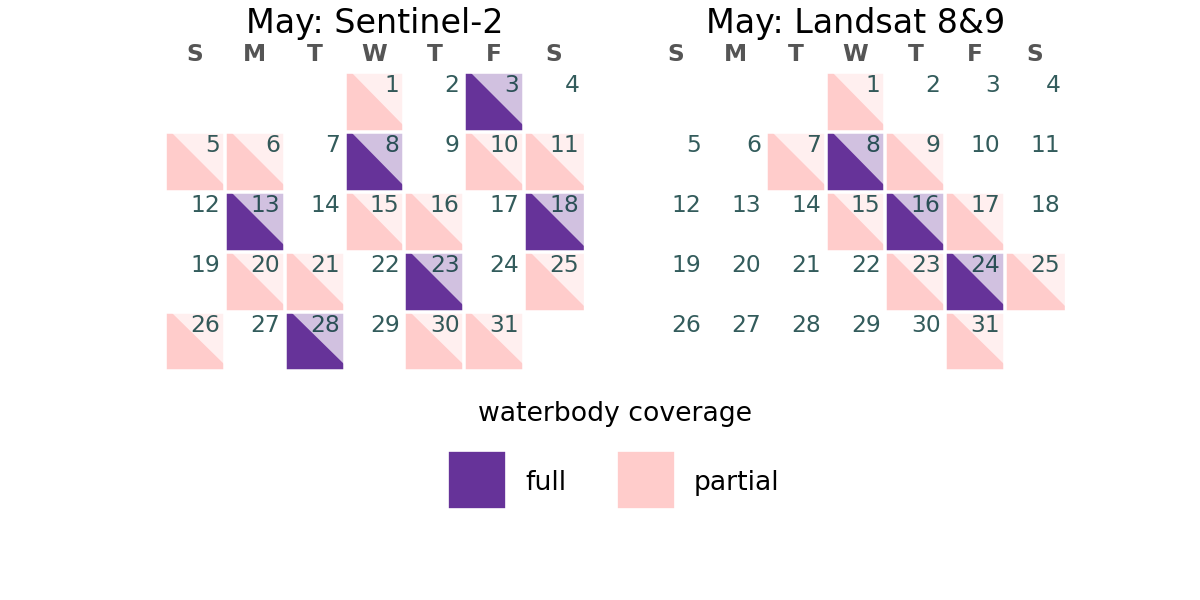 May: Sentinel-2
S M T W T F S
1 2 3 4
5 6 7 8 9 10 11
12 13 14 15 16 17 18
19 20 21 22 23 24 25
26 27 28 29 30 31
May: Landsat 8&9
S M T W T F S
1 2 3 4
5 6 7 8 9 10 11
12 13 14 15 16 17 18
19 20 21 22 23 24 25
26 27 28 29 30 31
waterbody coverage
full
partial